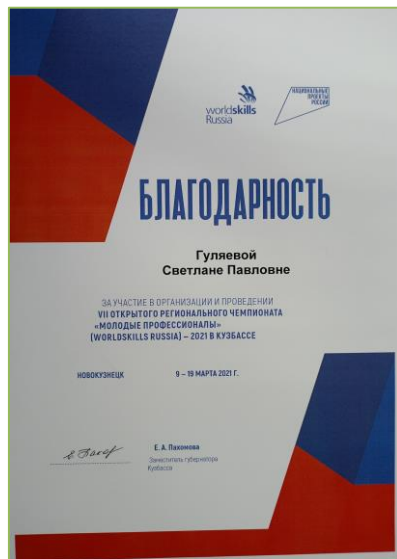 worldskills
Russia
НАЦИОНАЛЬНЫЕ
ПРОЕКТЫ
РОССИИ
БЛАГОДАРНОСТЬ
Гуляевой
Светлане Павловне
ЗА УЧАСТИЕ В ОРГАНИЗАЦИИ И ПРОВЕДЕНИИ
VII ОТКРЫТОГО РЕГИОНАЛЬНОГО ЧЕМПИОНАТА
«МОЛОДЫЕ ПРОФЕССИОНАЛЫ»
(WORLDSKILLS RUSSIA) – 2021 В КУЗБАССЕ
НОВОКУЗНЕЦК 9 – 19 МАРТА 2021 Г.
Е. А. Пахомова
Заместитель губернатора
Кузбасса